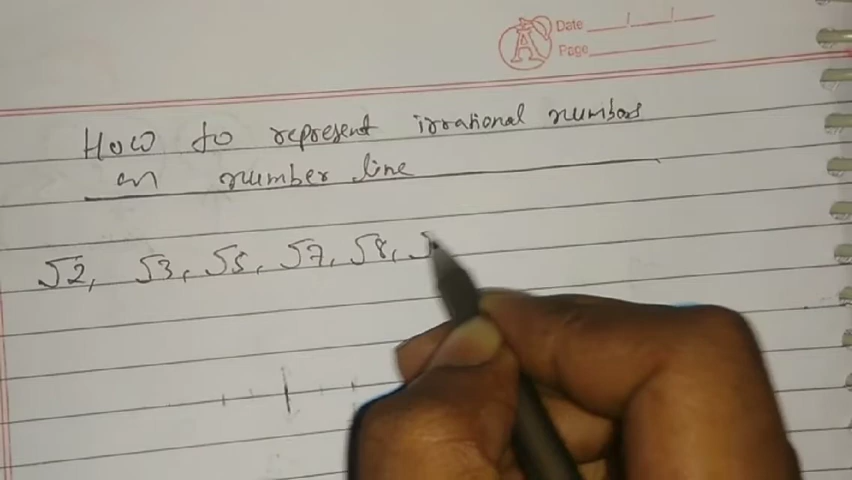 Date
Page
How to represent irrational numbers
on number line
√2, √3, √5, √7, √8, √